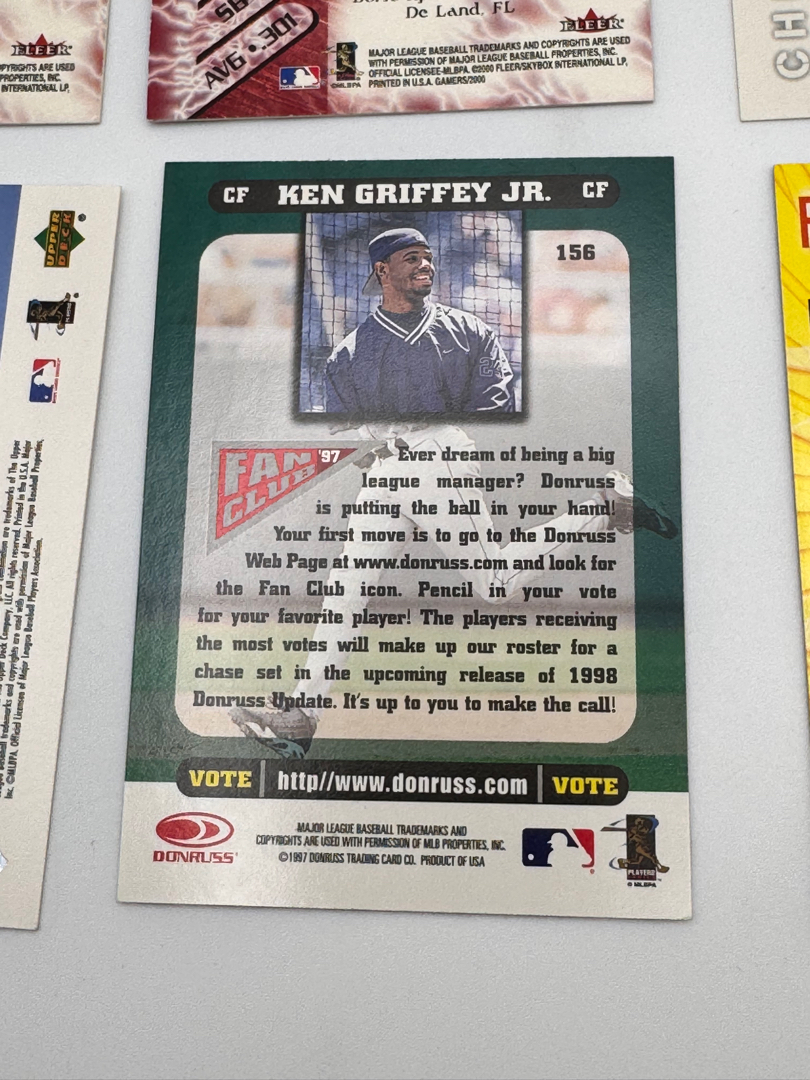 FLEER
COPYRIGHTS ARE USED
PROPERTIES, INC.
INTERNATIONAL LP.
SB
AVG • .301
De Land, FL
FLEER
MAJOR LEAGUE BASEBALL TRADEMARKS AND COPYRIGHTS ARE USED
WITH PERMISSION OF MAJOR LEAGUE BASEBALL PROPERTIES, INC.
OFFICIAL LICENSEE-MLBPA. ©2000 FLEER/SKYBOX INTERNATIONAL LP.
PRINTED IN U.S.A. GAMERS/2000
©MLBPA
CH
UPPER
DECK
CF KEN GRIFFEY JR. CF
156
FAN '97
CLUB
Ever dream of being a big
league manager? Donruss
is putting the ball in your hand!
Your first move is to go to the Donruss
Web Page at www.donruss.com and look for
the Fan Club icon. Pencil in your vote
for your favorite player! The players receiving
the most votes will make up our roster for a
chase set in the upcoming release of 1998
Donruss Update. It's up to you to make the call!
VOTE http//www.donruss.com VOTE
DONRUSS
MAJOR LEAGUE BASEBALL TRADEMARKS AND
COPYRIGHTS ARE USED WITH PERMISSION OF MLB PROPERTIES, INC.
©1997 DONRUSS TRADING CARD CO. PRODUCT OF USA
PLAYERS
© MLBPA